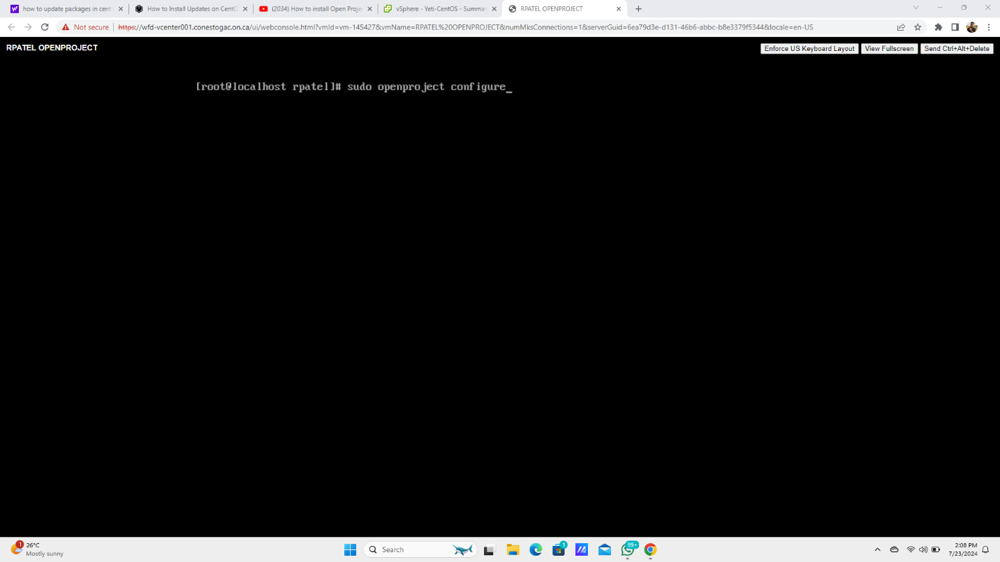 how to update packages in cent
How to Install Updates on CentO
(2034) How to install Open Proje
vSphere - Yeti-CentOS - Summar
RPATEL OPENPROJECT
Not secure
https://wfd-vcenter001.conestogac.on.ca/ui/webconsole.html?vmId=vm-145427&vmName=RPATEL%20OPENPROJECT&numMksConnections=1&serverGuid=6ea79d3e-d131-46b6-abbc-b8e3379f5344&locale=en-US
RPATEL OPENPROJECT
Enforce US Keyboard Layout
View Fullscreen
Send Ctrl+Alt+Delete
[root@localhost rpatel]# sudo openproject configure_
1
26°C
Mostly sunny
Search
1
99+
2:08 PM
7/23/2024